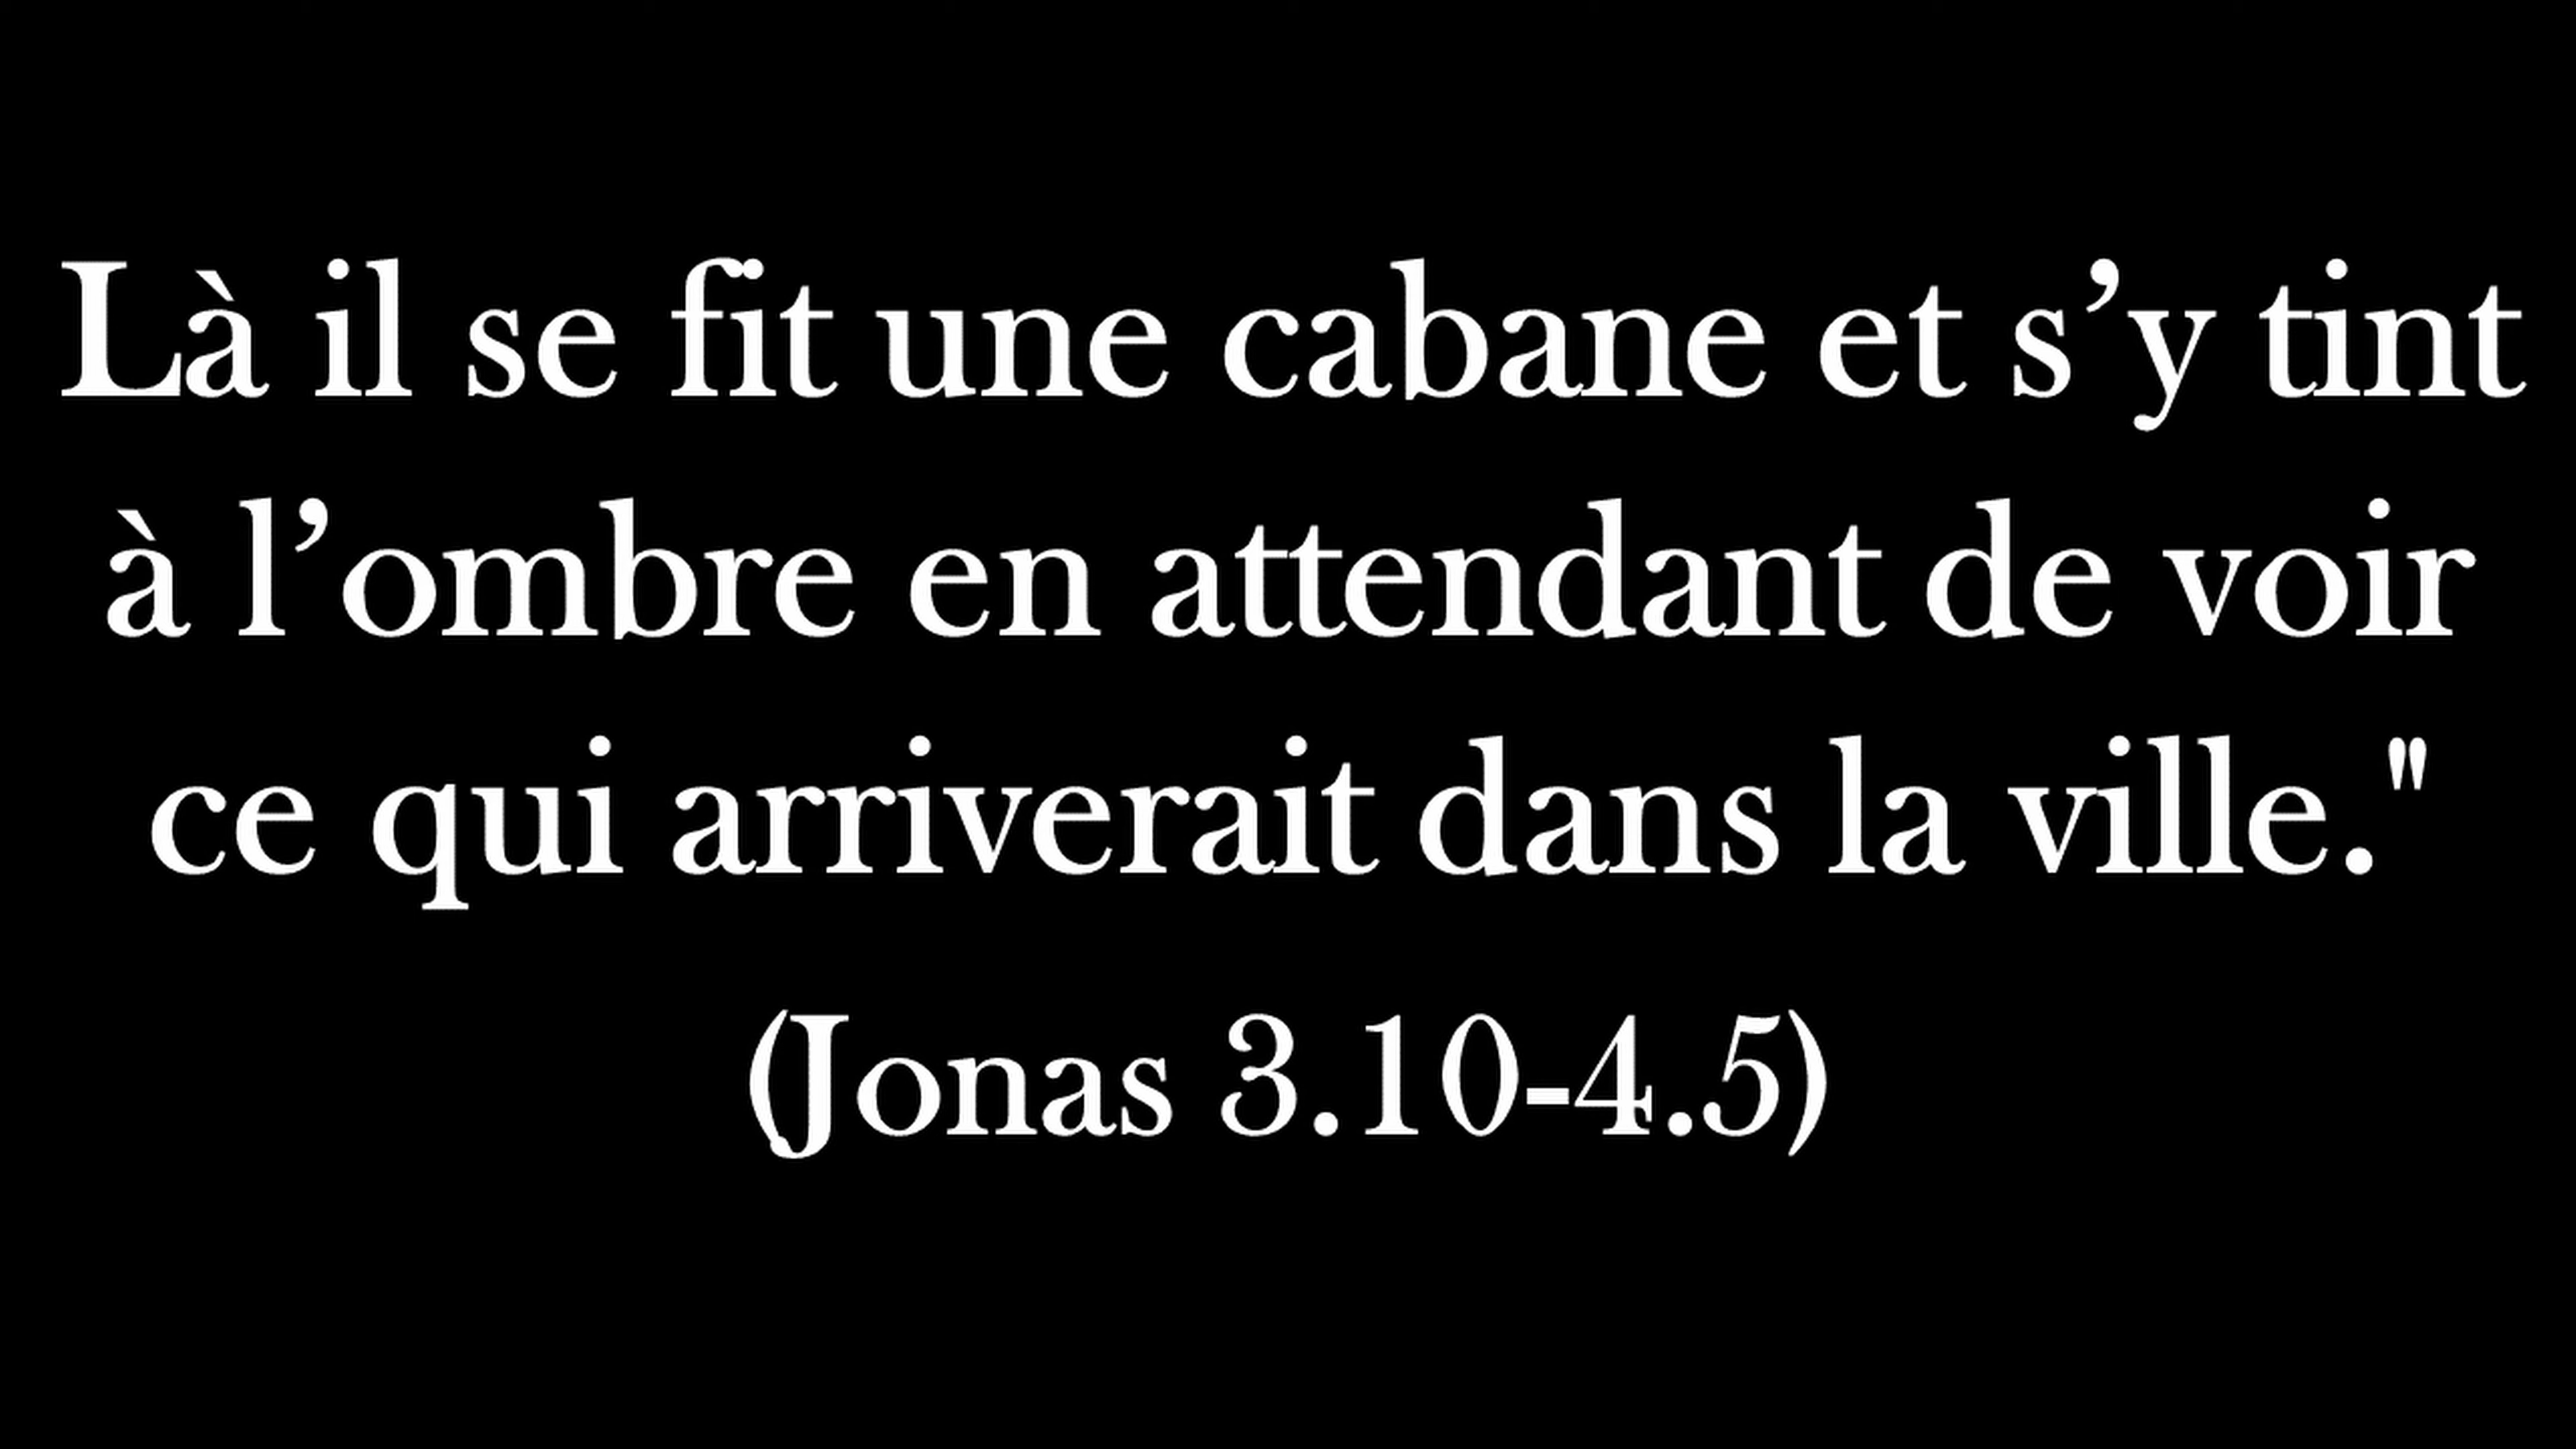 Là il se fit une cabane et s’y tint
à l’ombre en attendant de voir
ce qui arriverait dans la ville."
(Jonas 3.10-4.5)